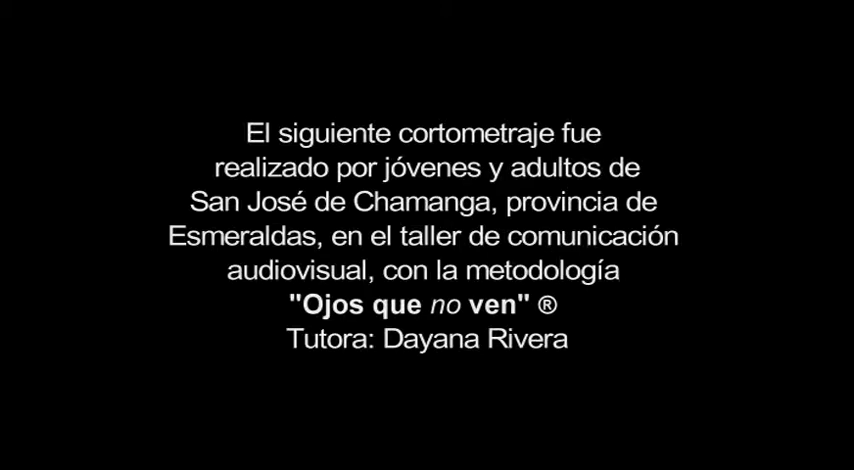 El siguiente cortometraje fue
realizado por jóvenes y adultos de
San José de Chamanga, provincia de
Esmeraldas, en el taller de comunicación
audiovisual, con la metodología
"Ojos que no ven" ®
Tutora: Dayana Rivera